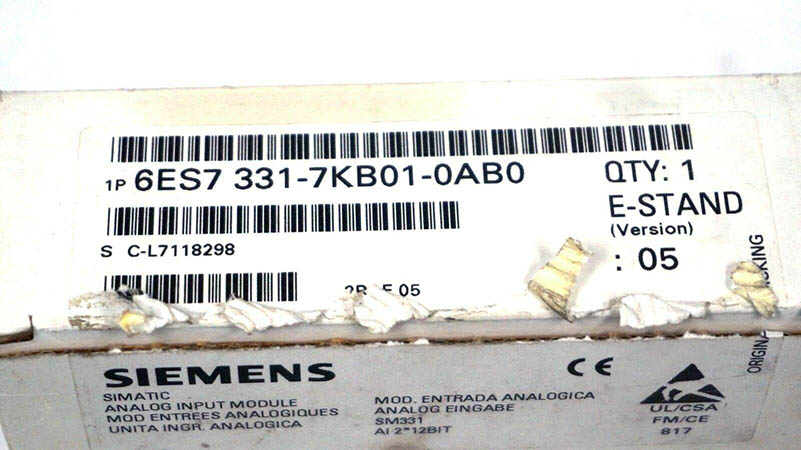 1P 6ES7 331-7KB01-0AB0
QTY: 1
E-STAND
(Version)
: 05
S C-L7118298
05
SIEMENS
SIMATIC
ANALOG INPUT MODULE
MOD ENTREES ANALOGIQUES
UNITA INGR. ANALOGICA
MOD. ENTRADA ANALOGICA
ANALOG EINGABE
SM331
AI 2*12BIT
CE
UL/CSA
FM/CE
817